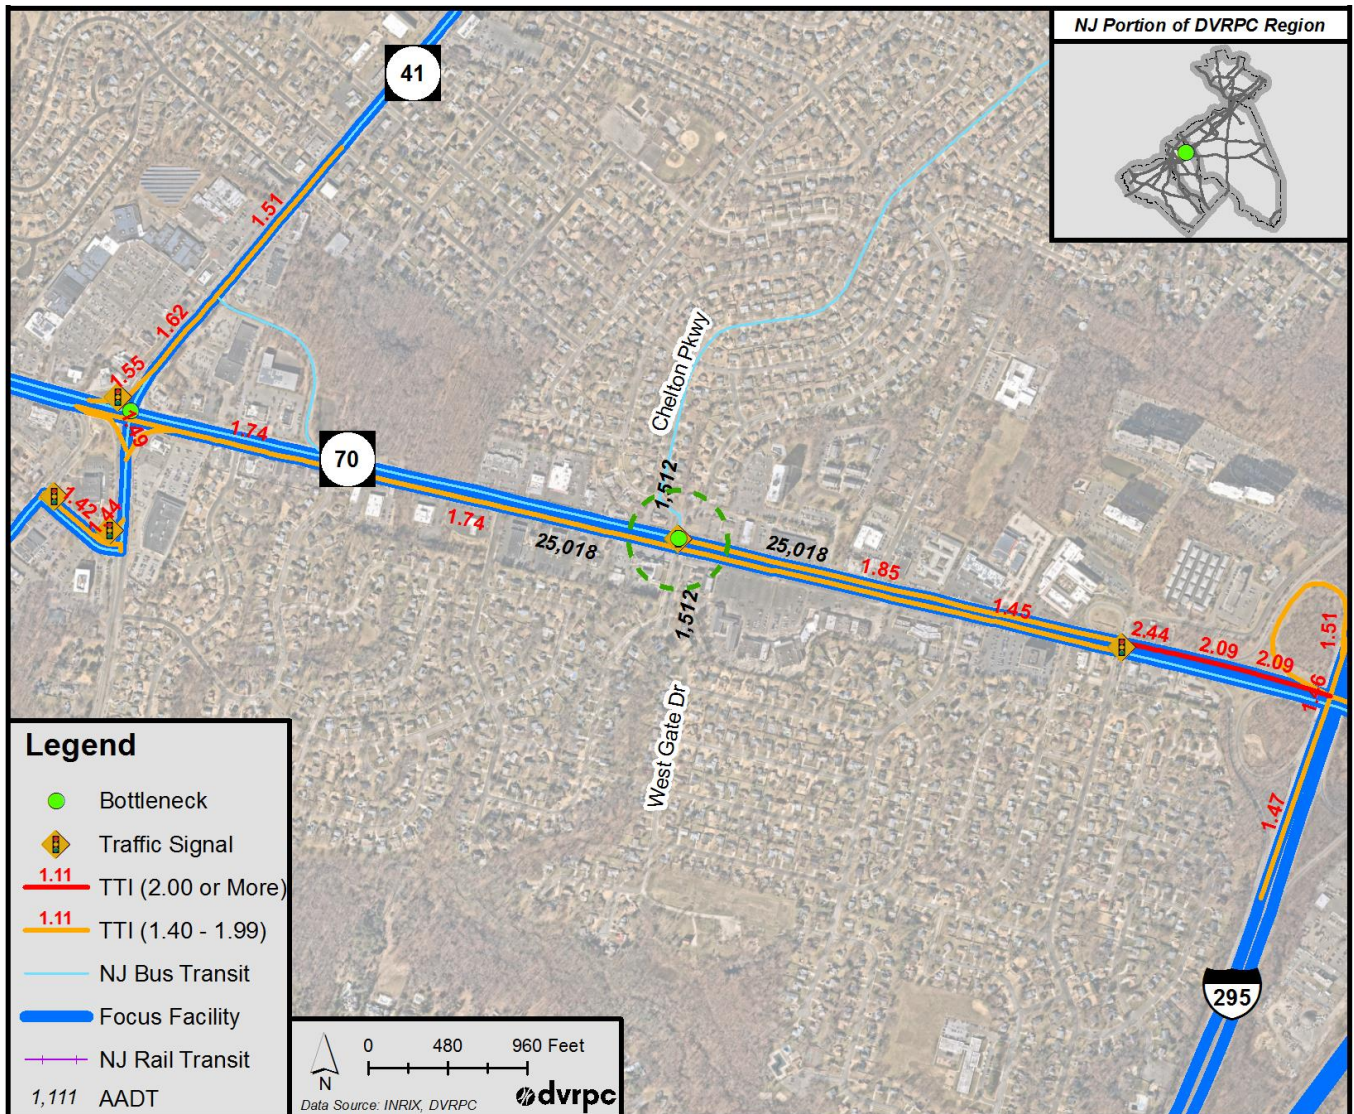 NJ Portion of DVRPC Region
41
1.51
1.62
1.55
1.49
1.74
70
1.74
1.42
1.44
Chelton Pkwy
1,512
25,018
25,018
1,512
West Gate Dr
1.85
1.45
2.44
2.09
2.09
1.51
1.47
295
Legend
Bottleneck
Traffic Signal
1.11
TTI (2.00 or More)
1.11
TTI (1.40 - 1.99)
NJ Bus Transit
Focus Facility
NJ Rail Transit
1,111 AADT
N
0 480 960 Feet
Data Source: INRIX, DVRPC
dvrpc